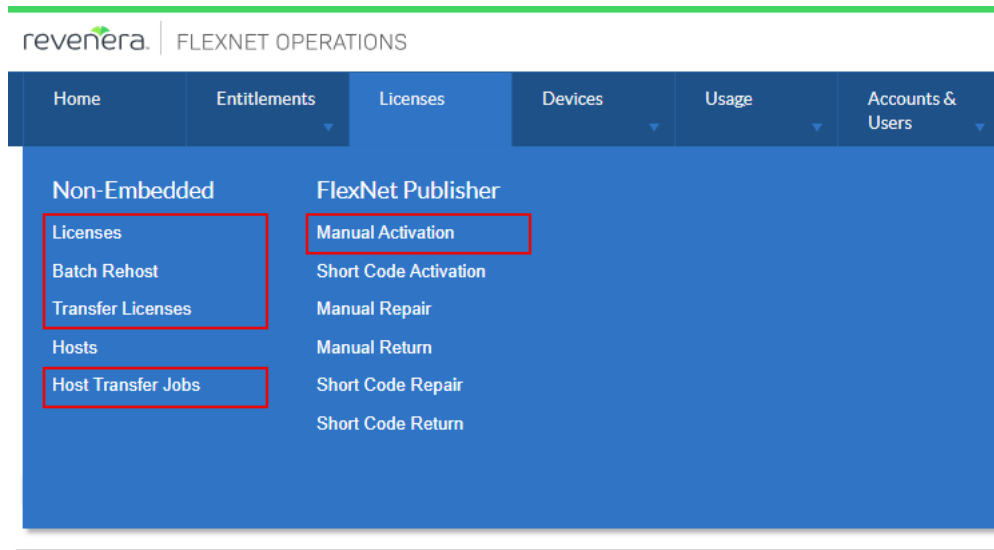 revenera. FLEXNET OPERATIONS
Home Entitlements Licenses Devices Usage Accounts & Users
Non-Embedded
Licenses
Batch Rehost
Transfer Licenses
Hosts
Host Transfer Jobs
FlexNet Publisher
Manual Activation
Short Code Activation
Manual Repair
Manual Return
Short Code Repair
Short Code Return